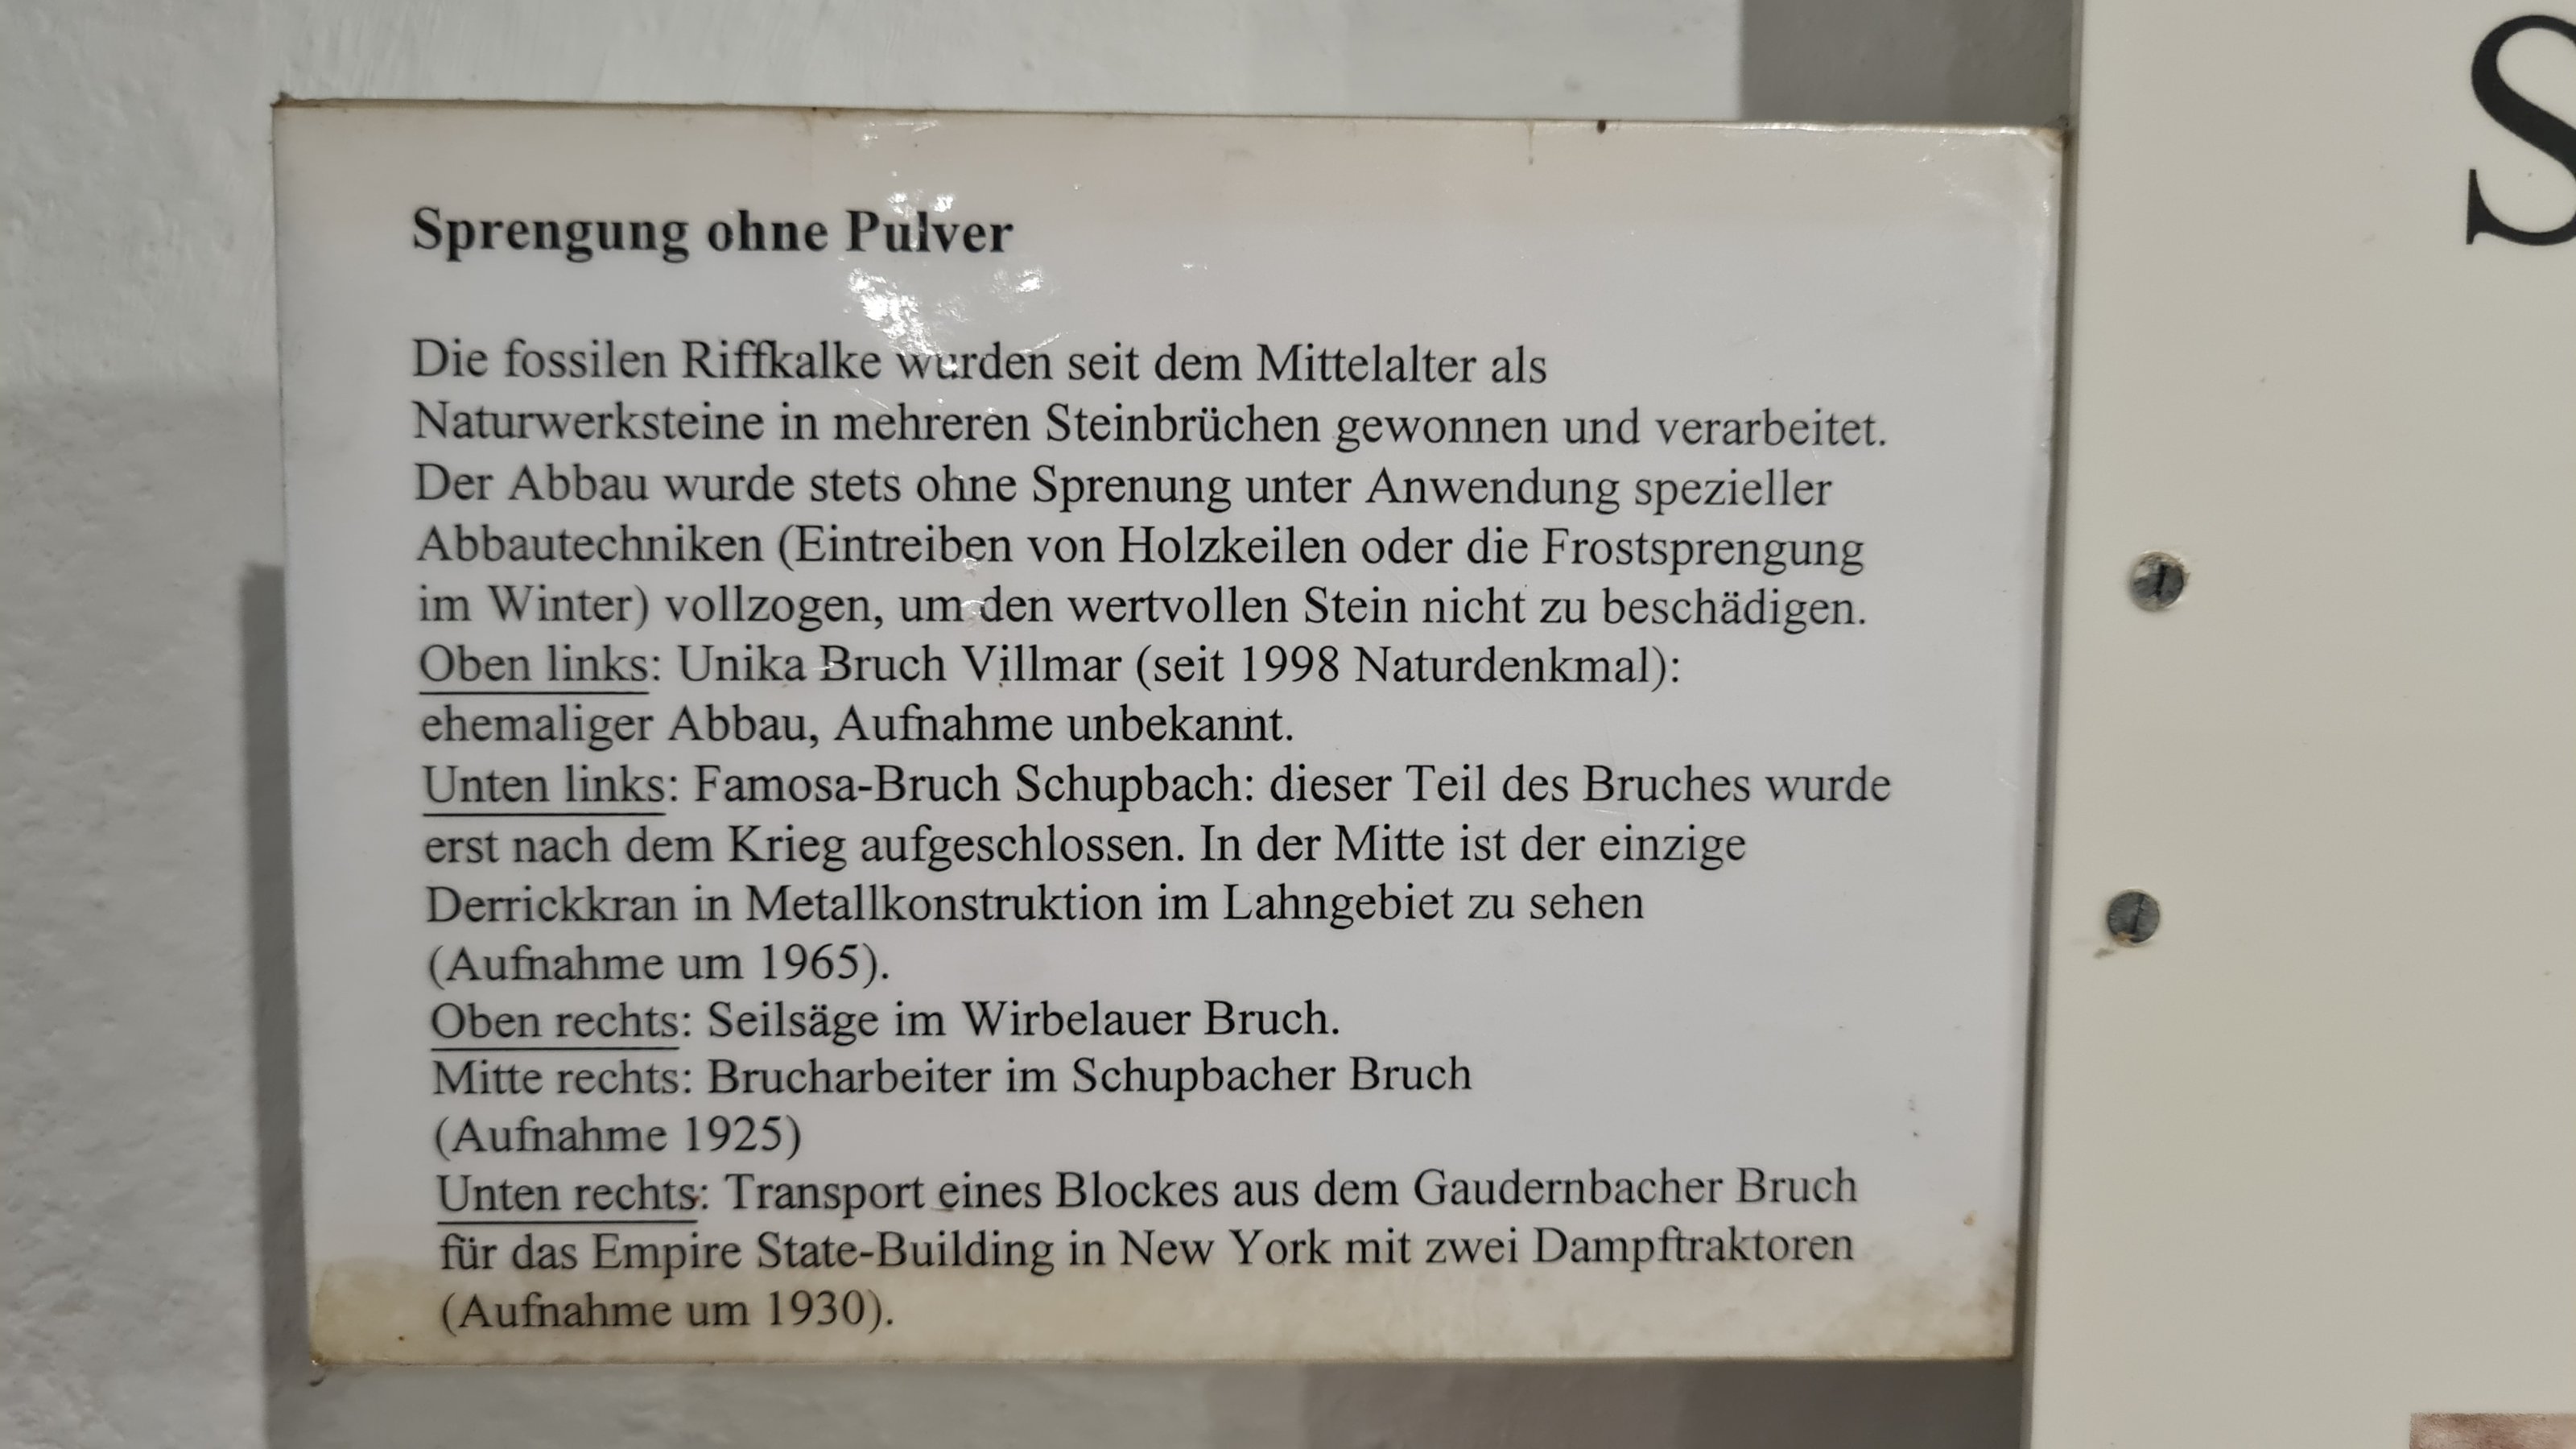 Sprengung ohne Pulver
Die fossilen Riffkalke wurden seit dem Mittelalter als
Naturwerksteine in mehreren Steinbrüchen gewonnen und verarbeitet.
Der Abbau wurde stets ohne Sprenung unter Anwendung spezieller
Abbautechniken (Eintreiben von Holzkeilen oder die Frostsprengung
im Winter) vollzogen, um den wertvollen Stein nicht zu beschädigen.
Oben links: Unika Bruch Villmar (seit 1998 Naturdenkmal):
ehemaliger Abbau, Aufnahme unbekannt.
Unten links: Famosa-Bruch Schupbach: dieser Teil des Bruches wurde
erst nach dem Krieg aufgeschlossen. In der Mitte ist der einzige
Derrickkran in Metallkonstruktion im Lahngebiet zu sehen
(Aufnahme um 1965).
Oben rechts: Seilsäge im Wirbelauer Bruch.
Mitte rechts: Brucharbeiter im Schupbacher Bruch
(Aufnahme 1925)
Unten rechts: Transport eines Blockes aus dem Gaudernbacher Bruch
für das Empire State-Building in New York mit zwei Dampftraktoren
(Aufnahme um 1930).
S